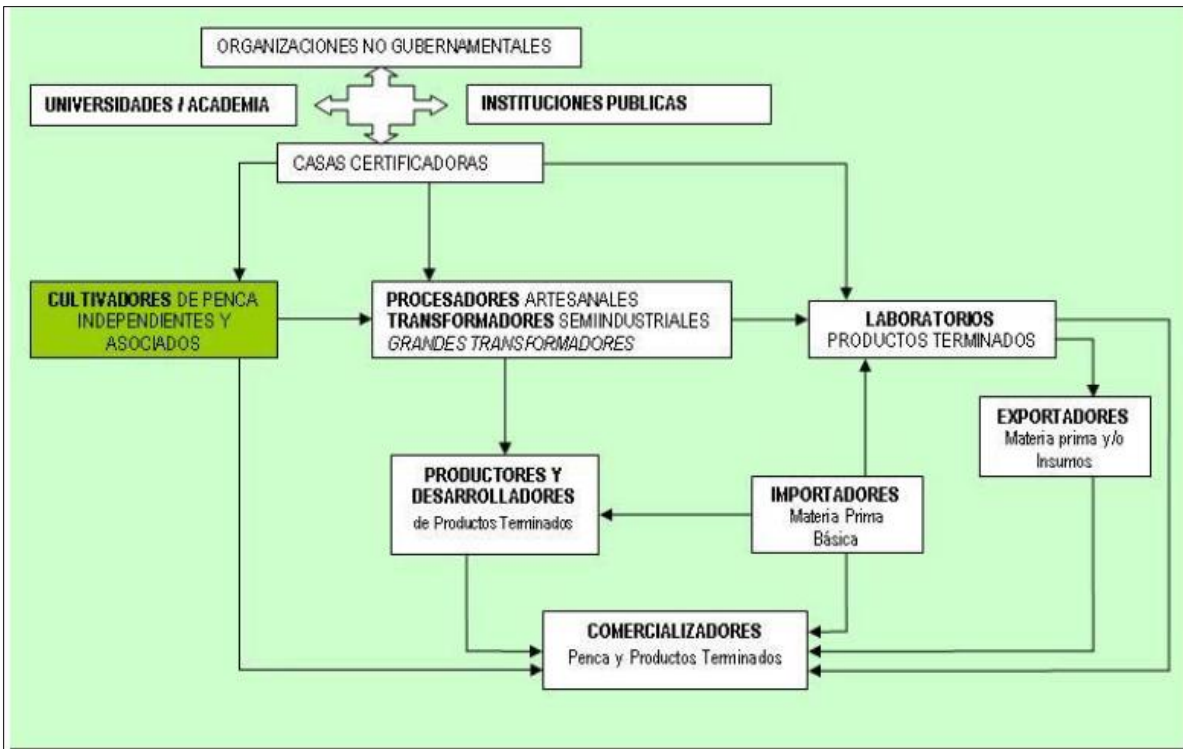 ORGANIZACIONES NO GUBERNAMENTALES
UNIVERSIDADES / ACADEMIA
INSTITUCIONES PUBLICAS
CASAS CERTIFICADORAS
CULTIVADORES DE PENCA
INDEPENDIENTES Y
ASOCIADOS
PROCESADORES ARTESANALES
TRANSFORMADORES SEMIINDUSTRIALES
GRANDES TRANSFORMADORES
LABORATORIOS
PRODUCTOS TERMINADOS
EXPORTADORES
Materia prima y/o
Insumos
PRODUCTORES Y
DESARROLLADORES
de Productos Terminados
IMPORTADORES
Materia Prima
Básica
COMERCIALIZADORES
Penca y Productos Terminados